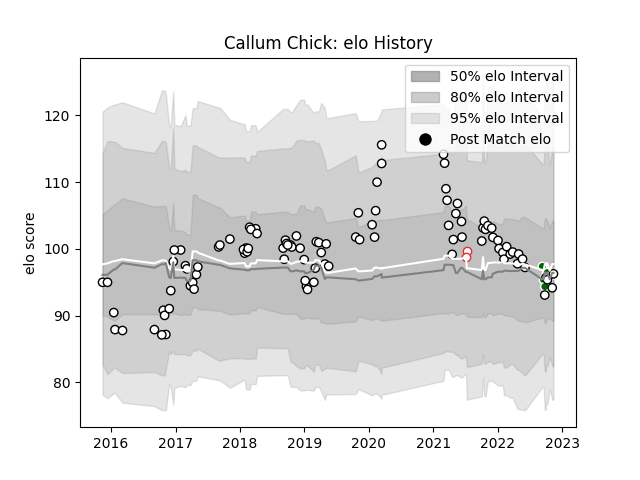 Callum Chick: elo History
50% elo Interval
80% elo Interval
95% elo Interval
Post Match elo
elo score
120
110
100
90
80
2016
2017
2018
2019
2020
2021
2022
2023